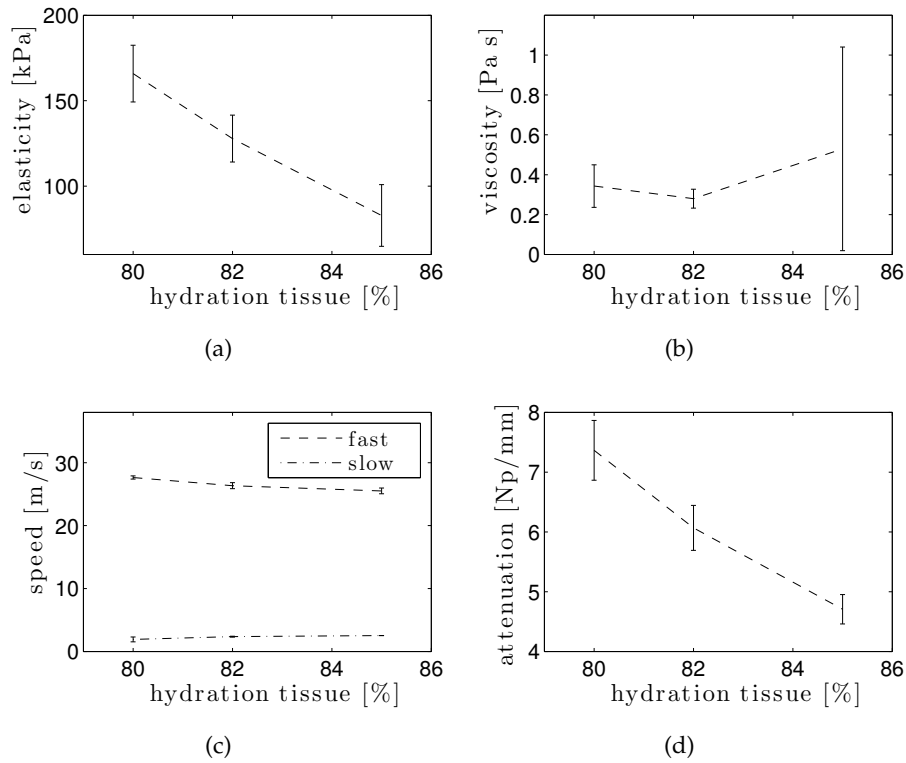 200
150
100
elasticity [kPa]
80 82 84 86
hydration tissue [%]
(a)
1
0.8
0.6
0.4
0.2
0
viscosity [Pa s]
80 82 84 86
hydration tissue [%]
(b)
30
20
10
0
speed [m/s]
fast
slow
80 82 84 86
hydration tissue [%]
(c)
8
7
6
5
4
attenuation [Np/mm]
80 82 84 86
hydration tissue [%]
(d)